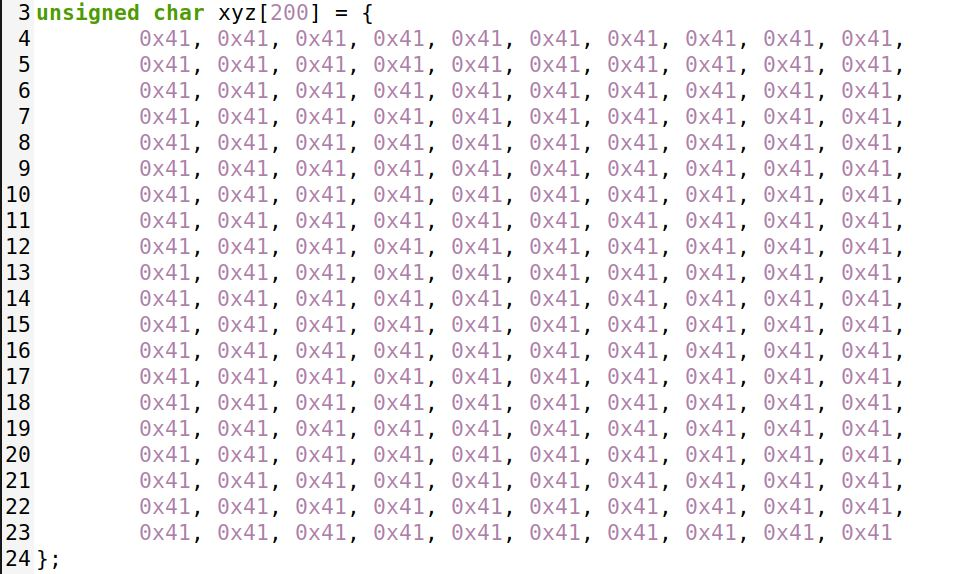 3 unsigned char xyz[200] = {
4 0x41, 0x41, 0x41, 0x41, 0x41, 0x41, 0x41, 0x41, 0x41, 0x41,
5 0x41, 0x41, 0x41, 0x41, 0x41, 0x41, 0x41, 0x41, 0x41, 0x41,
6 0x41, 0x41, 0x41, 0x41, 0x41, 0x41, 0x41, 0x41, 0x41, 0x41,
7 0x41, 0x41, 0x41, 0x41, 0x41, 0x41, 0x41, 0x41, 0x41, 0x41,
8 0x41, 0x41, 0x41, 0x41, 0x41, 0x41, 0x41, 0x41, 0x41, 0x41,
9 0x41, 0x41, 0x41, 0x41, 0x41, 0x41, 0x41, 0x41, 0x41, 0x41,
10 0x41, 0x41, 0x41, 0x41, 0x41, 0x41, 0x41, 0x41, 0x41, 0x41,
11 0x41, 0x41, 0x41, 0x41, 0x41, 0x41, 0x41, 0x41, 0x41, 0x41,
12 0x41, 0x41, 0x41, 0x41, 0x41, 0x41, 0x41, 0x41, 0x41, 0x41,
13 0x41, 0x41, 0x41, 0x41, 0x41, 0x41, 0x41, 0x41, 0x41, 0x41,
14 0x41, 0x41, 0x41, 0x41, 0x41, 0x41, 0x41, 0x41, 0x41, 0x41,
15 0x41, 0x41, 0x41, 0x41, 0x41, 0x41, 0x41, 0x41, 0x41, 0x41,
16 0x41, 0x41, 0x41, 0x41, 0x41, 0x41, 0x41, 0x41, 0x41, 0x41,
17 0x41, 0x41, 0x41, 0x41, 0x41, 0x41, 0x41, 0x41, 0x41, 0x41,
18 0x41, 0x41, 0x41, 0x41, 0x41, 0x41, 0x41, 0x41, 0x41, 0x41,
19 0x41, 0x41, 0x41, 0x41, 0x41, 0x41, 0x41, 0x41, 0x41, 0x41,
20 0x41, 0x41, 0x41, 0x41, 0x41, 0x41, 0x41, 0x41, 0x41, 0x41,
21 0x41, 0x41, 0x41, 0x41, 0x41, 0x41, 0x41, 0x41, 0x41, 0x41,
22 0x41, 0x41, 0x41, 0x41, 0x41, 0x41, 0x41, 0x41, 0x41, 0x41,
23 0x41, 0x41, 0x41, 0x41, 0x41, 0x41, 0x41, 0x41, 0x41, 0x41
24 };